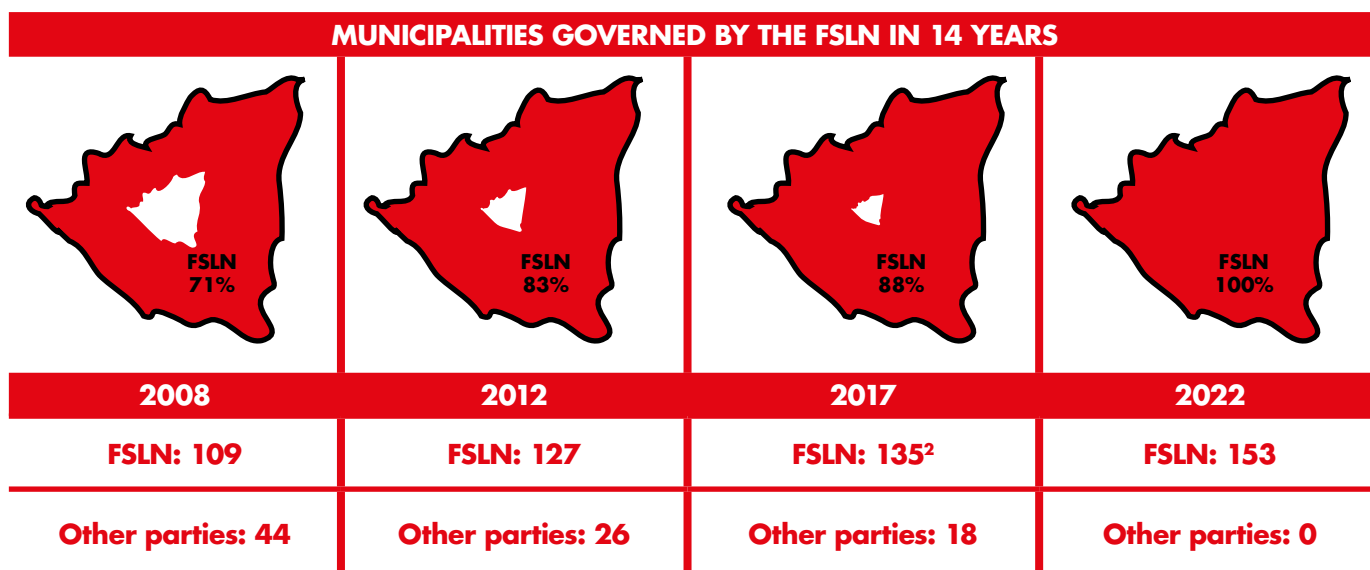 MUNICIPALITIES GOVERNED BY THE FSLN IN 14 YEARS
FSLN
71%
FSLN
83%
FSLN
88%
FSLN
100%
2008
2012
2017
2022
FSLN: 109
FSLN: 127
FSLN: 135²
FSLN: 153
Other parties: 44
Other parties: 26
Other parties: 18
Other parties: 0